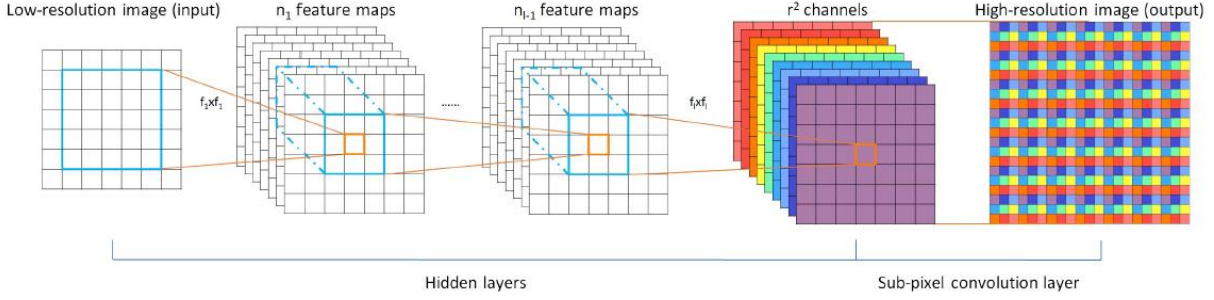 Low-resolution image (input)
n₁ feature maps
nₗ₋₁ feature maps
r² channels
High-resolution image (output)
f₁xf₁
......
fₗxfₗ
Hidden layers
Sub-pixel convolution layer